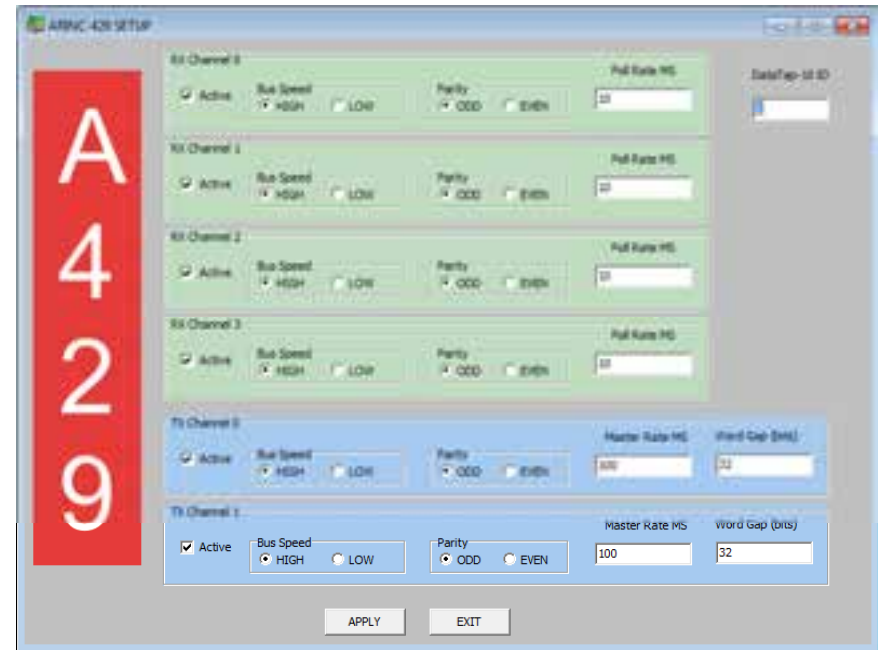 ARINC-429 SETUP
A
4
2
9
RX Channel 0
Active
Bus Speed
HIGH LOW
Parity
ODD EVEN
Poll Rate MS
10
RX Channel 1
Active
Bus Speed
HIGH LOW
Parity
ODD EVEN
Poll Rate MS
10
RX Channel 2
Active
Bus Speed
HIGH LOW
Parity
ODD EVEN
Poll Rate MS
10
RX Channel 3
Active
Bus Speed
HIGH LOW
Parity
ODD EVEN
Poll Rate MS
10
TX Channel 0
Active
Bus Speed
HIGH LOW
Parity
ODD EVEN
Master Rate MS
100
Word Gap (bits)
32
TX Channel 1
Active
Bus Speed
HIGH LOW
Parity
ODD EVEN
Master Rate MS
100
Word Gap (bits)
32
APPLY
EXIT